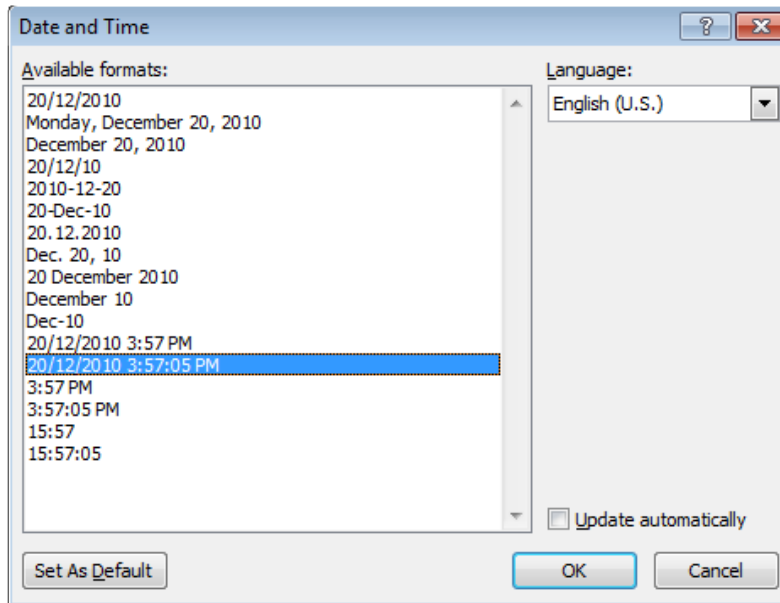 Date and Time
Available formats:
Language:
English (U.S.)
20/12/2010
Monday, December 20, 2010
December 20, 2010
20/12/10
2010-12-20
20-Dec-10
20.12.2010
Dec. 20, 10
20 December 2010
December 10
Dec-10
20/12/2010 3:57 PM
20/12/2010 3:57:05 PM
3:57 PM
3:57:05 PM
15:57
15:57:05
Update automatically
Set As Default
OK
Cancel